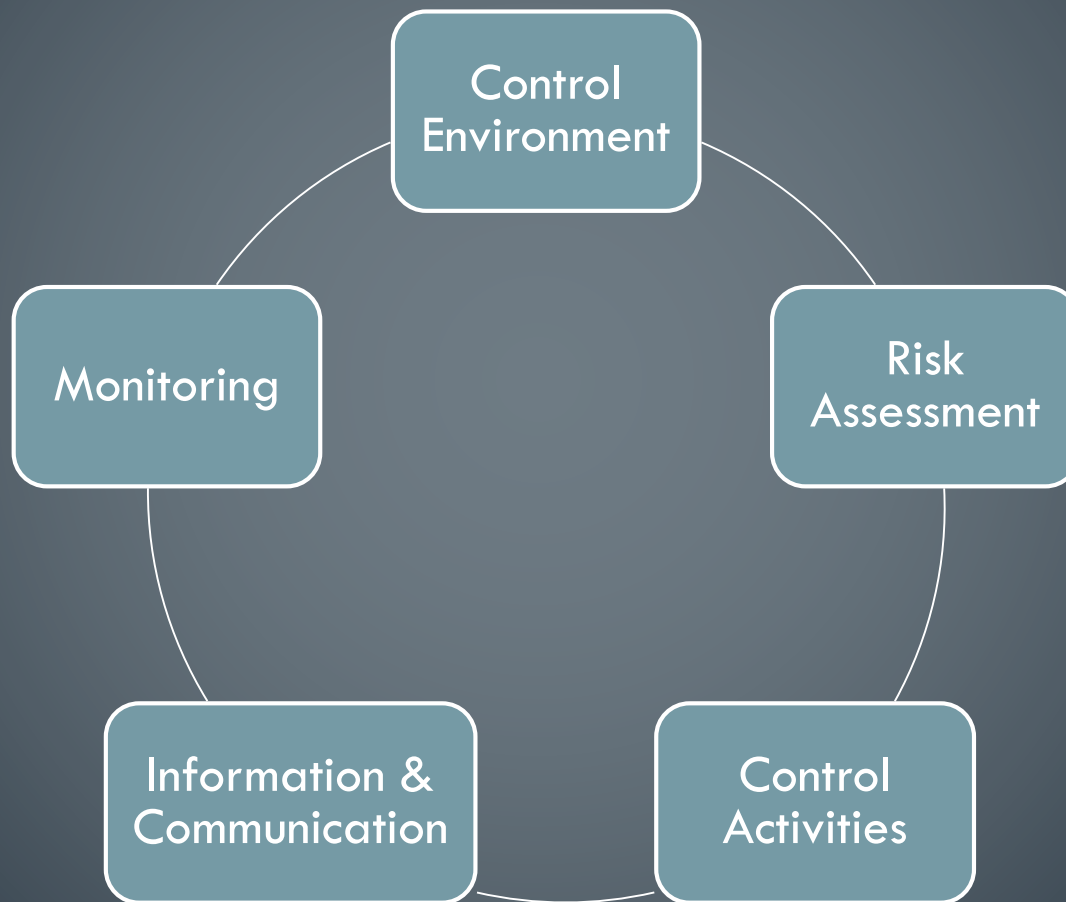 Control
Environment
Risk
Assessment
Control
Activities
Information &
Communication
Monitoring